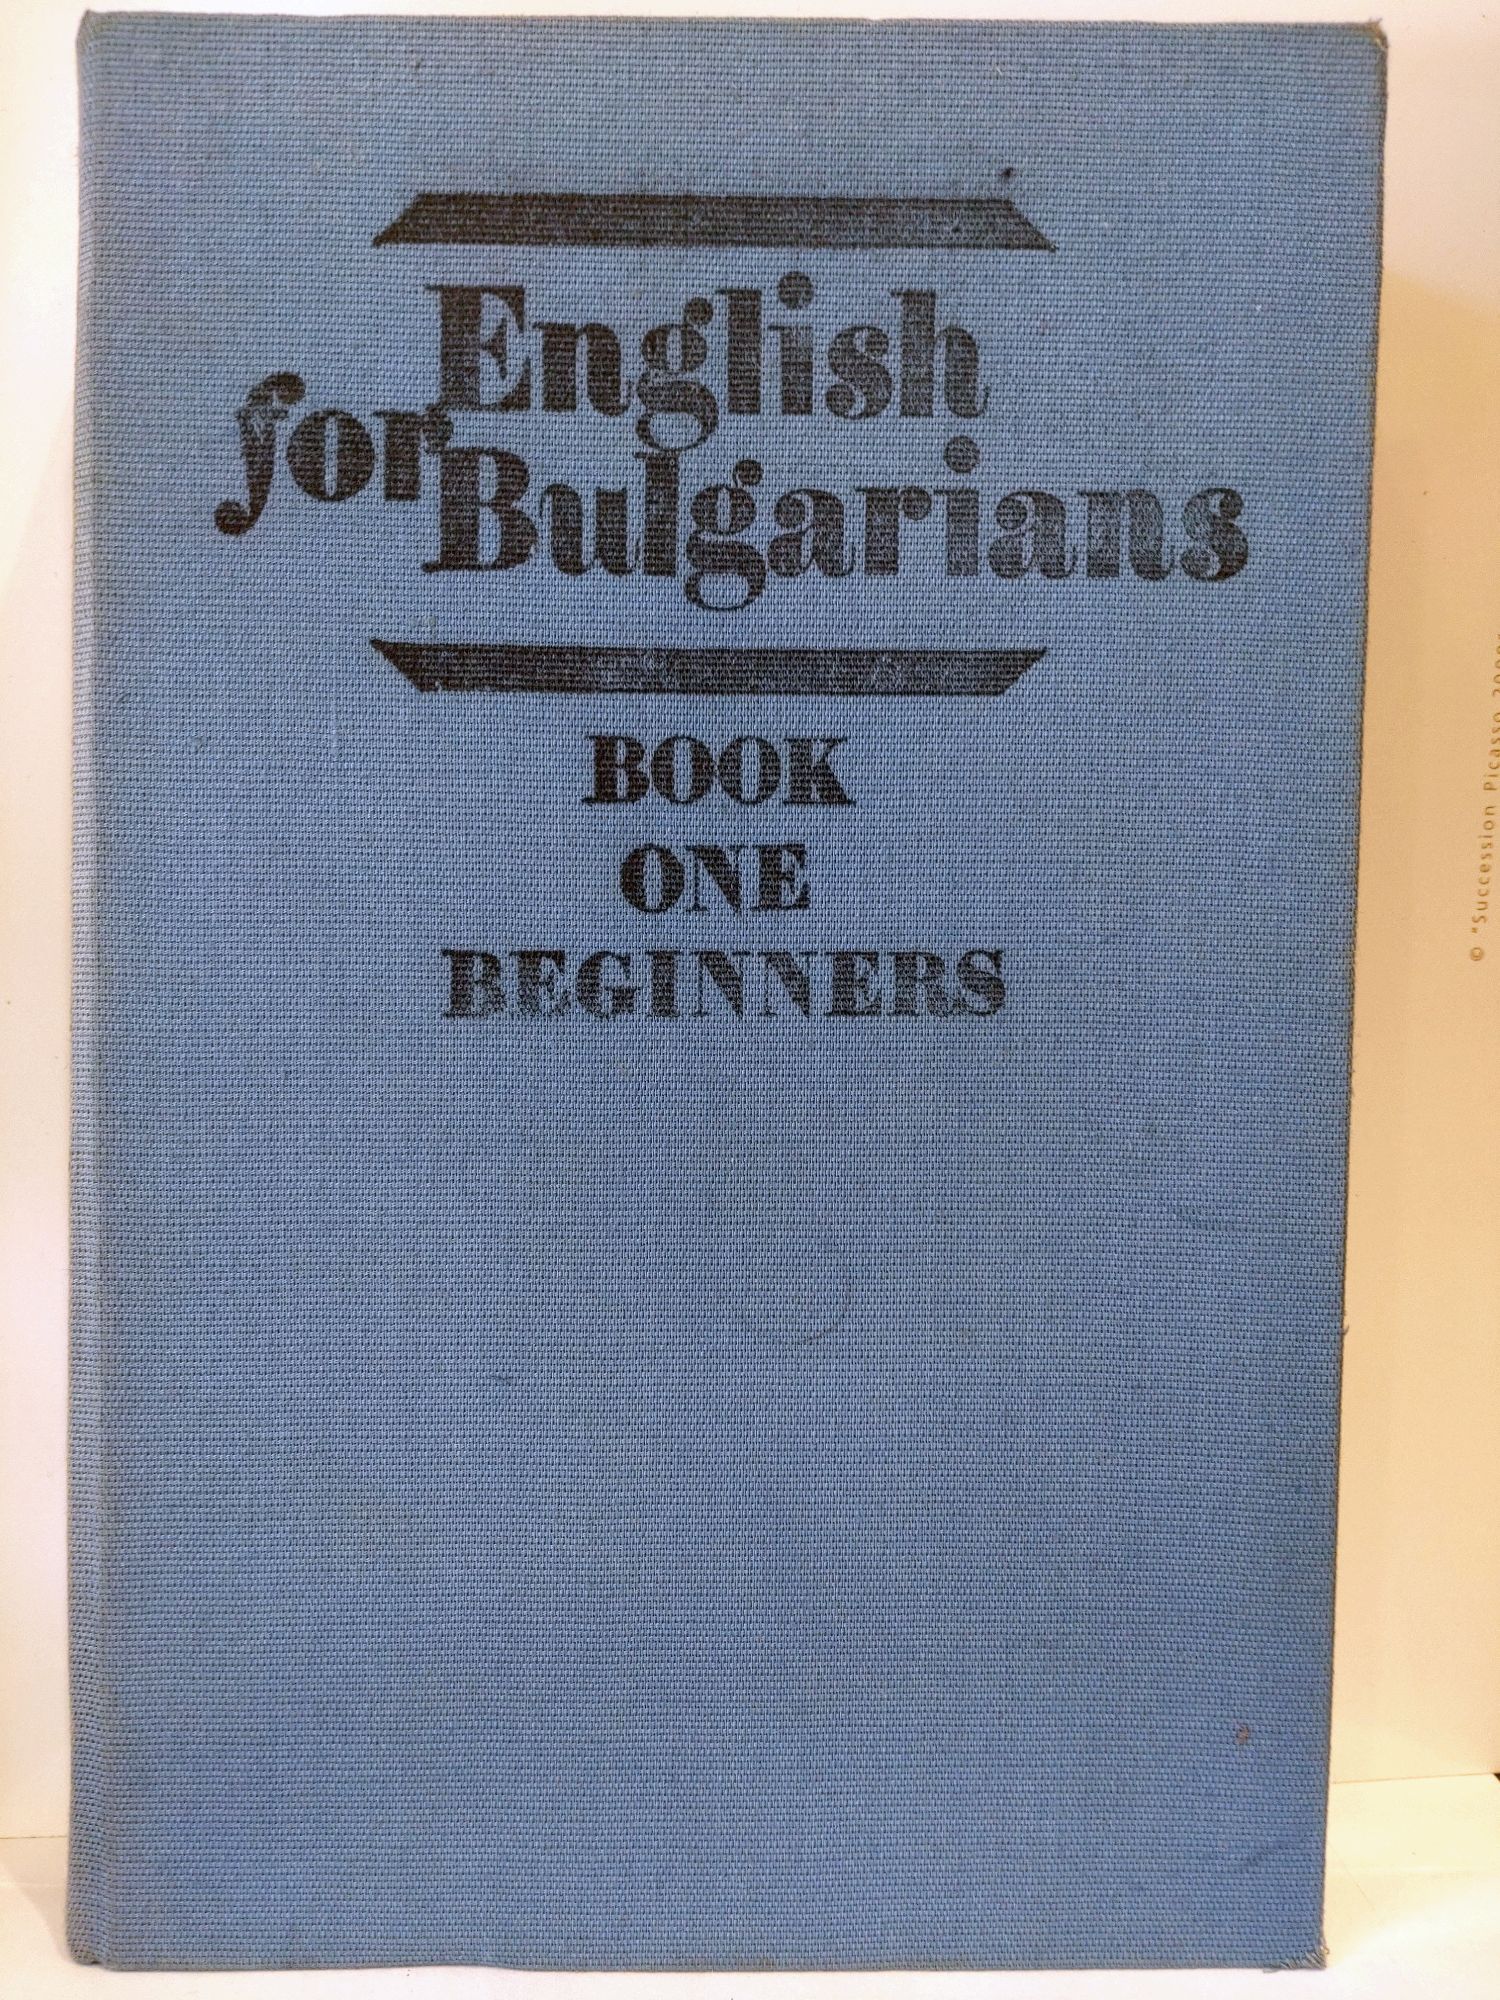 English
for Bulgarians
BOOK
ONE
BEGINNERS
© "Succession Picasso